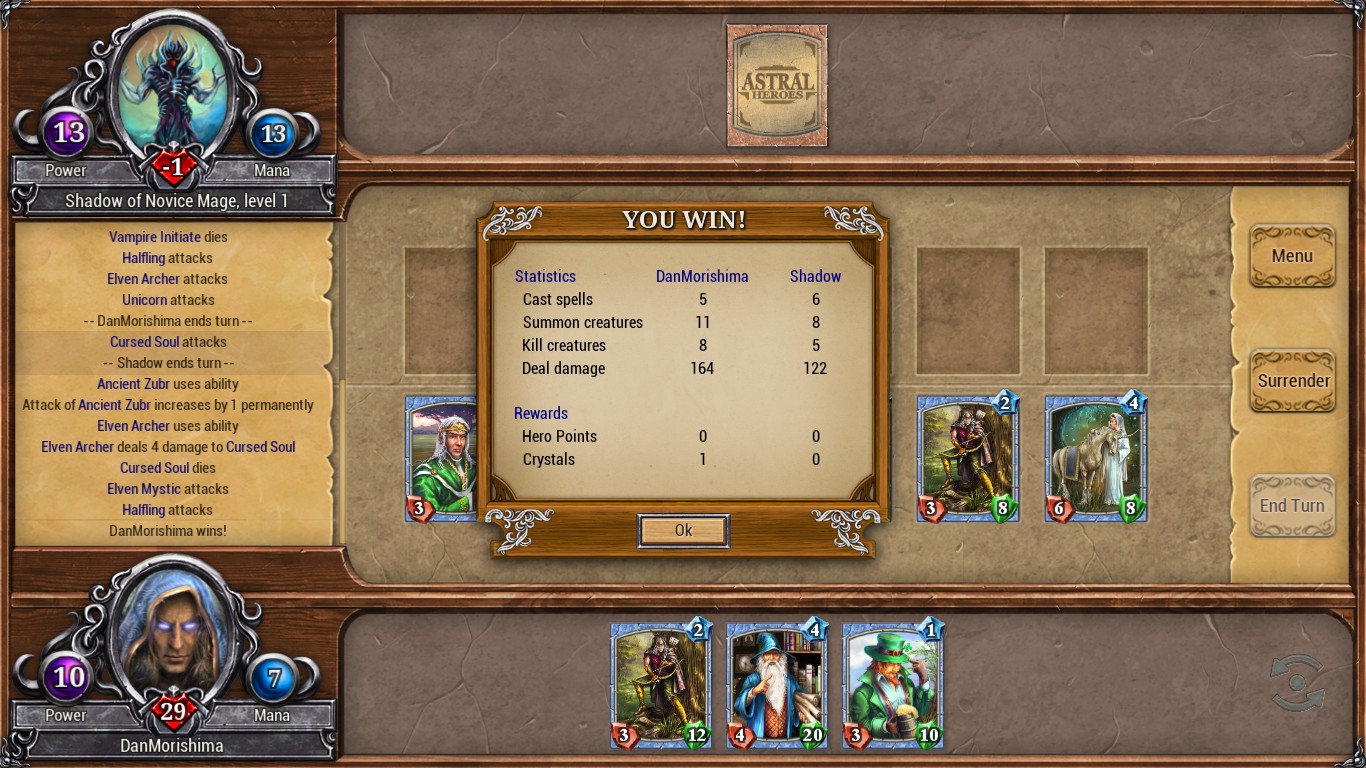 ASTRAL
HEROES
13
13
-1
Power
Mana
Shadow of Novice Mage, level 1
Vampire Initiate dies
Halfling attacks
Elven Archer attacks
Unicorn attacks
-- DanMorishima ends turn --
Cursed Soul attacks
-- Shadow ends turn --
Ancient Zubr uses ability
Attack of Ancient Zubr increases by 1 permanently
Elven Archer uses ability
Elven Archer deals 4 damage to Cursed Soul
Cursed Soul dies
Elven Mystic attacks
Halfling attacks
DanMorishima wins!
YOU WIN!
Statistics DanMorishima Shadow
Cast spells 5 6
Summon creatures 11 8
Kill creatures 8 5
Deal damage 164 122
Rewards
Hero Points 0 0
Crystals 1 0
Ok
3
2
3 8
4
6 8
Menu
Surrender
End Turn
10
7
29
Power
Mana
DanMorishima
2
3 12
4
4 20
1
3 10